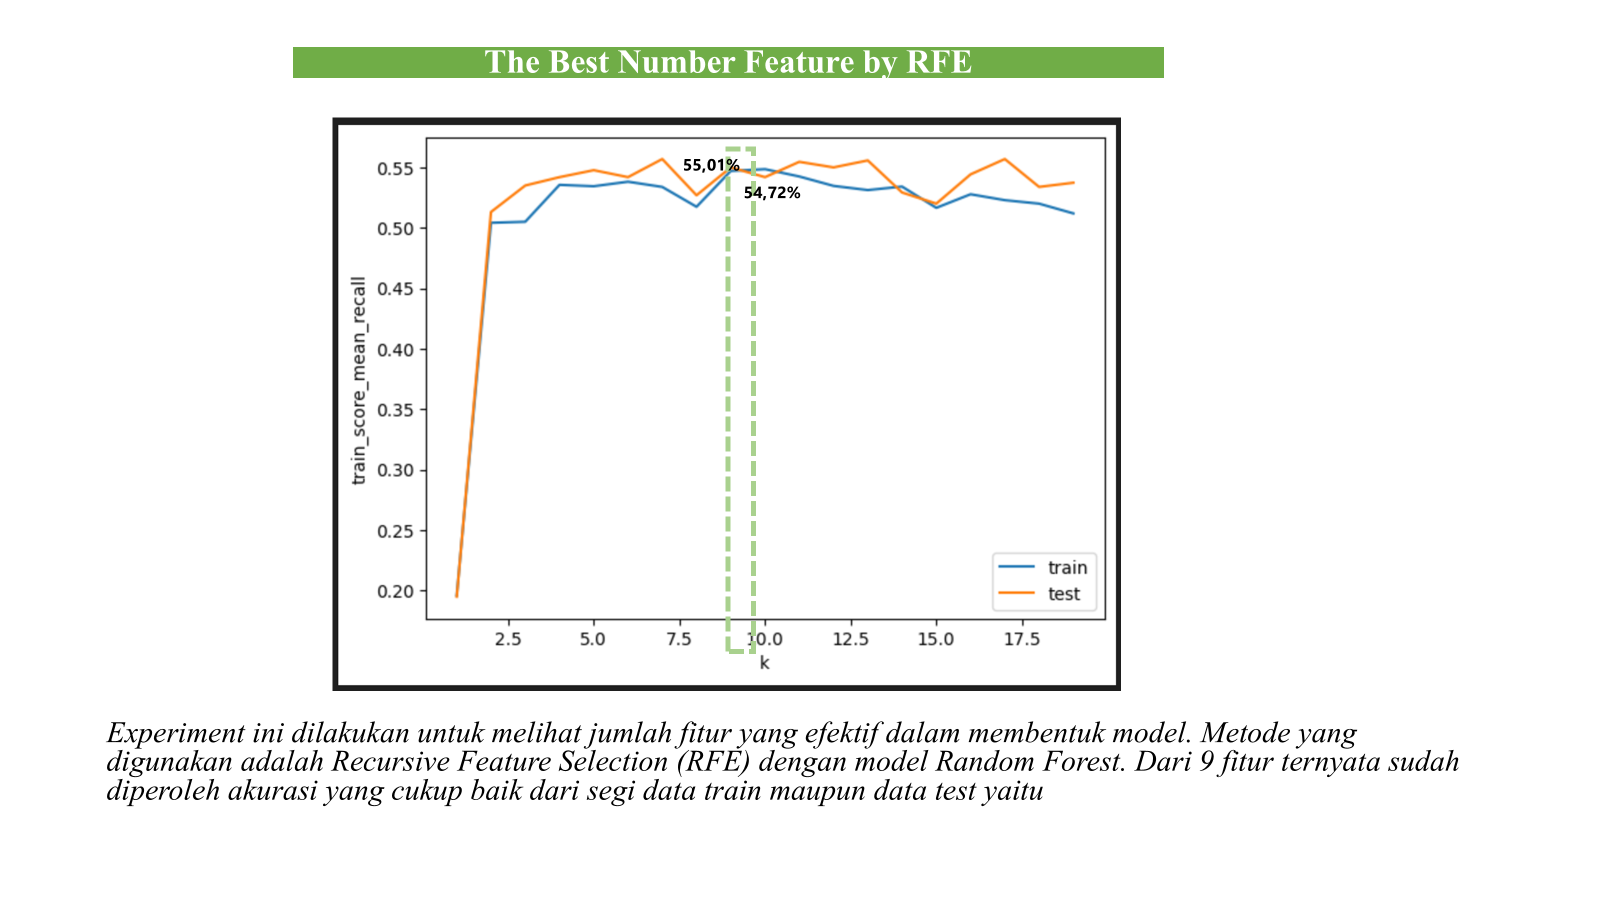 The Best Number Feature by RFE
55,01%
54,72%
0.55
0.50
0.45
0.40
0.35
0.30
0.25
0.20
train_score_mean_recall
train
test
2.5 5.0 7.5 10.0 12.5 15.0 17.5
k
Experiment ini dilakukan untuk melihat jumlah fitur yang efektif dalam membentuk model. Metode yang
digunakan adalah Recursive Feature Selection (RFE) dengan model Random Forest. Dari 9 fitur ternyata sudah
diperoleh akurasi yang cukup baik dari segi data train maupun data test yaitu